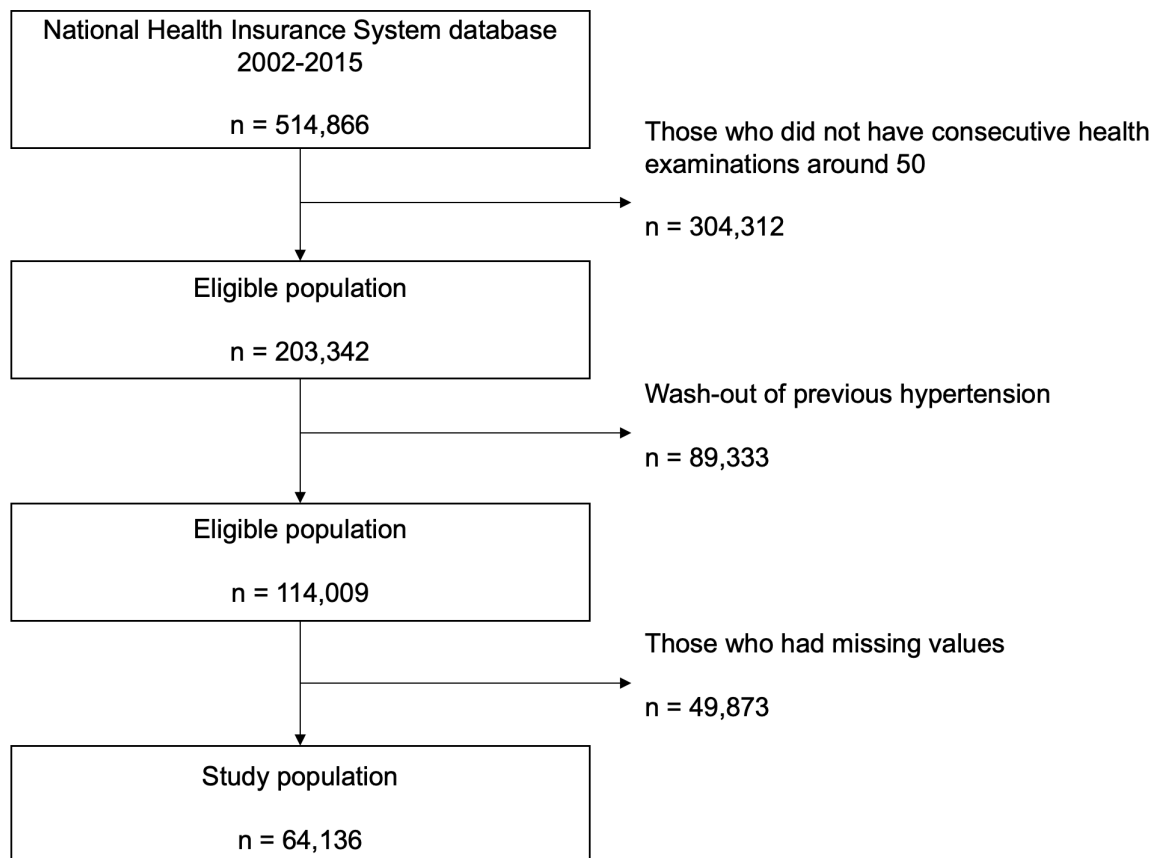 National Health Insurance System database
2002-2015
n = 514,866
Those who did not have consecutive health
examinations around 50
n = 304,312
Eligible population
n = 203,342
Wash-out of previous hypertension
n = 89,333
Eligible population
n = 114,009
Those who had missing values
n = 49,873
Study population
n = 64,136